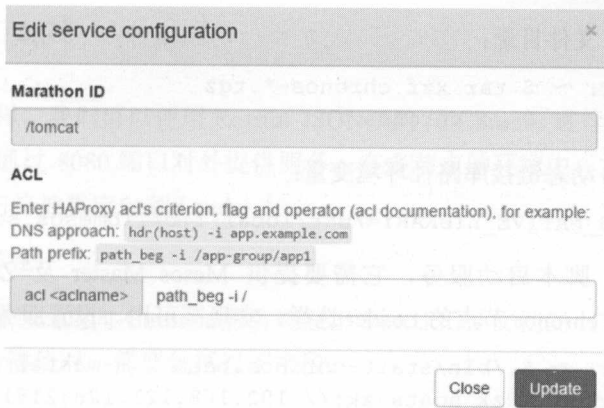 Edit service configuration ×
Marathon ID
/tomcat
ACL
Enter HAProxy acl's criterion, flag and operator (acl documentation), for example:
DNS approach: hdr(host) -i app.example.com
Path prefix: path_beg -i /app-group/app1
acl <aclname> path_beg -i /
Close Update